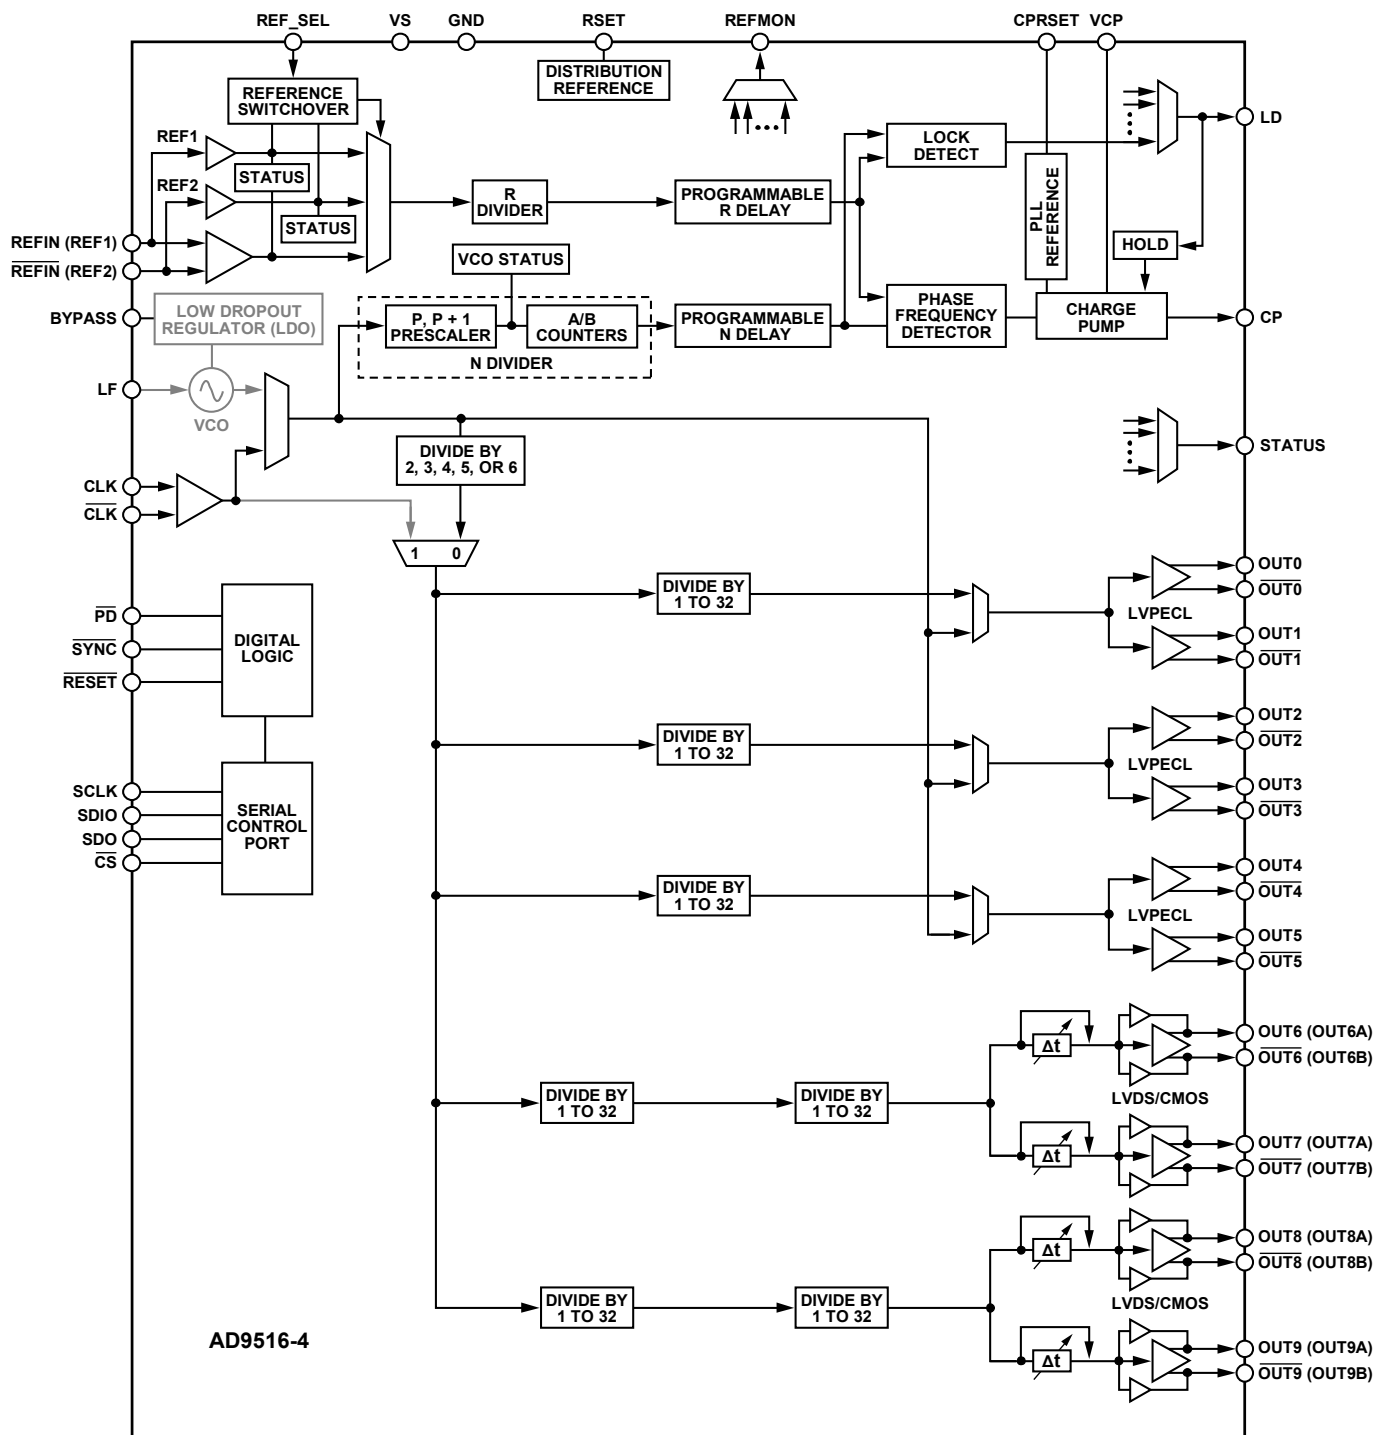 REF_SEL VS GND RSET REFMON CPRSET VCP
DISTRIBUTION
REFERENCE
REFERENCE
SWITCHOVER
REF1
STATUS
REF2
STATUS
R
DIVIDER
PROGRAMMABLE
R DELAY
LOCK
DETECT
PLL
REFERENCE
HOLD
LD
REFIN (REF1)
REFIN (REF2)
VCO STATUS
BYPASS
LOW DROPOUT
REGULATOR (LDO)
P, P + 1
PRESCALER
A/B
COUNTERS
N DIVIDER
PROGRAMMABLE
N DELAY
PHASE
FREQUENCY
DETECTOR
CHARGE
PUMP
CP
LF
VCO
DIVIDE BY
2, 3, 4, 5, OR 6
STATUS
CLK
CLK
1 0
DIVIDE BY
1 TO 32
LVPECL
OUT0
OUT0
OUT1
OUT1
PD
SYNC
RESET
DIGITAL
LOGIC
DIVIDE BY
1 TO 32
LVPECL
OUT2
OUT2
OUT3
OUT3
SCLK
SDIO
SDO
CS
SERIAL
CONTROL
PORT
DIVIDE BY
1 TO 32
LVPECL
OUT4
OUT4
OUT5
OUT5
DIVIDE BY
1 TO 32
DIVIDE BY
1 TO 32
Δt
Δt
LVDS/CMOS
OUT6 (OUT6A)
OUT6 (OUT6B)
OUT7 (OUT7A)
OUT7 (OUT7B)
DIVIDE BY
1 TO 32
DIVIDE BY
1 TO 32
Δt
Δt
LVDS/CMOS
OUT8 (OUT8A)
OUT8 (OUT8B)
OUT9 (OUT9A)
OUT9 (OUT9B)
AD9516-4